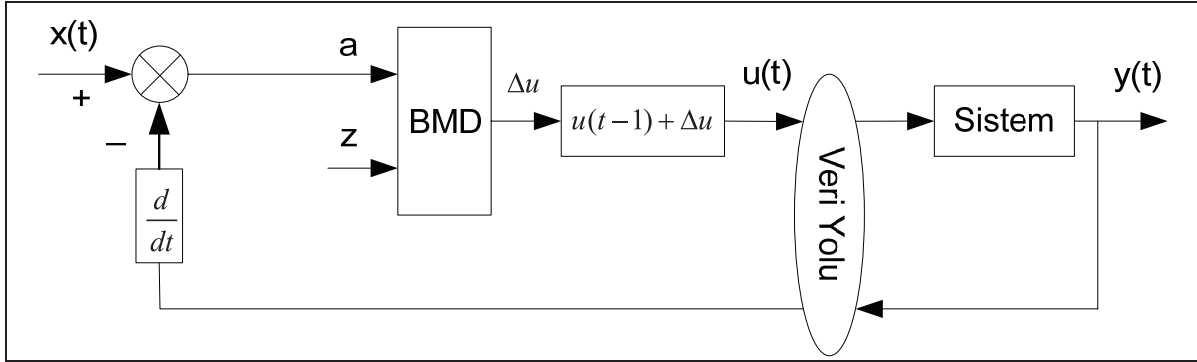 x(t)
+
−
a
z
BMD
Δu
u(t−1)+Δu
u(t)
Veri Yolu
Sistem
y(t)
d
dt